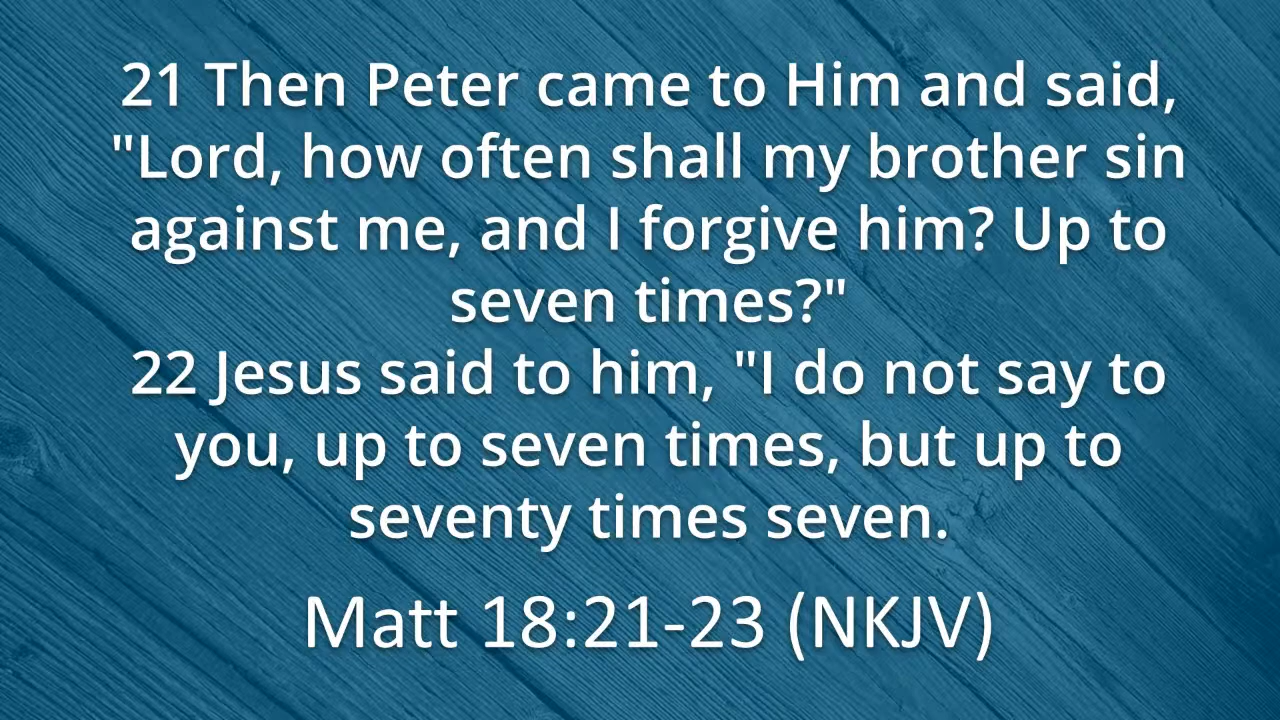 21 Then Peter came to Him and said,
"Lord, how often shall my brother sin
against me, and I forgive him? Up to
seven times?"
22 Jesus said to him, "I do not say to
you, up to seven times, but up to
seventy times seven.
Matt 18:21-23 (NKJV)